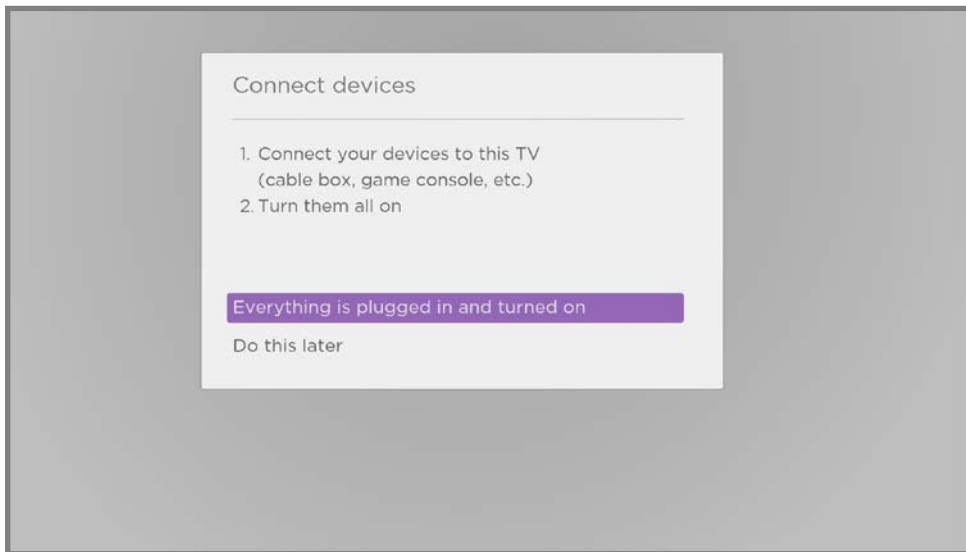 Connect devices
1. Connect your devices to this TV
(cable box, game console, etc.)
2. Turn them all on
Everything is plugged in and turned on
Do this later